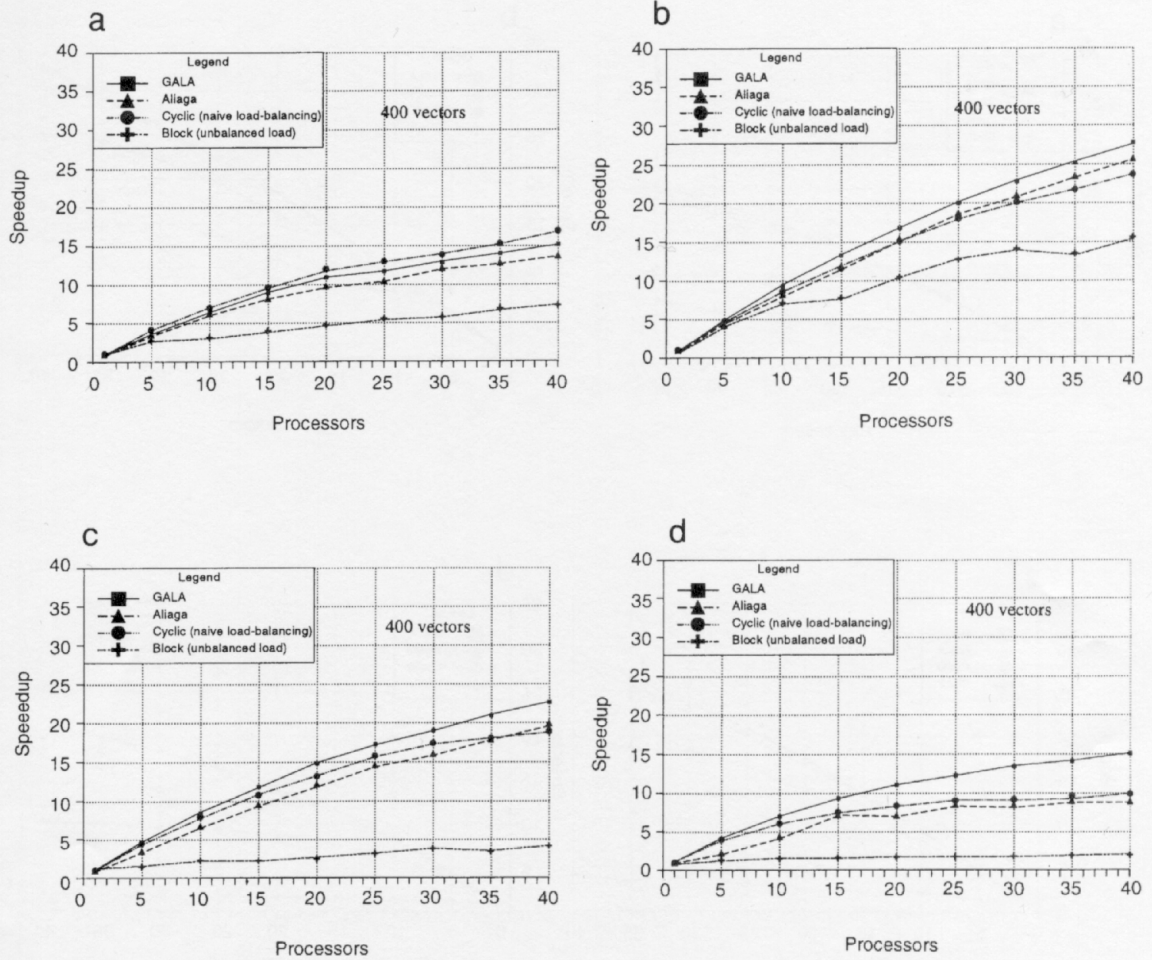 a
40
35
30
25
20
15
10
5
0
Speedup
Legend
GALA
Aliaga
Cyclic (naive load-balancing)
Block (unbalanced load)
400 vectors
0 5 10 15 20 25 30 35 40
Processors
b
40
35
30
25
20
15
10
5
0
Speedup
Legend
GALA
Aliaga
Cyclic (naive load-balancing)
Block (unbalanced load)
400 vectors
0 5 10 15 20 25 30 35 40
Processors
c
40
35
30
25
20
15
10
5
0
Speeedup
Legend
GALA
Aliaga
Cyclic (naive load-balancing)
Block (unbalanced load)
400 vectors
0 5 10 15 20 25 30 35 40
Processors
d
40
35
30
25
20
15
10
5
0
Speedup
Legend
GALA
Aliaga
Cyclic (naive load-balancing)
Block (unbalanced load)
400 vectors
0 5 10 15 20 25 30 35 40
Processors